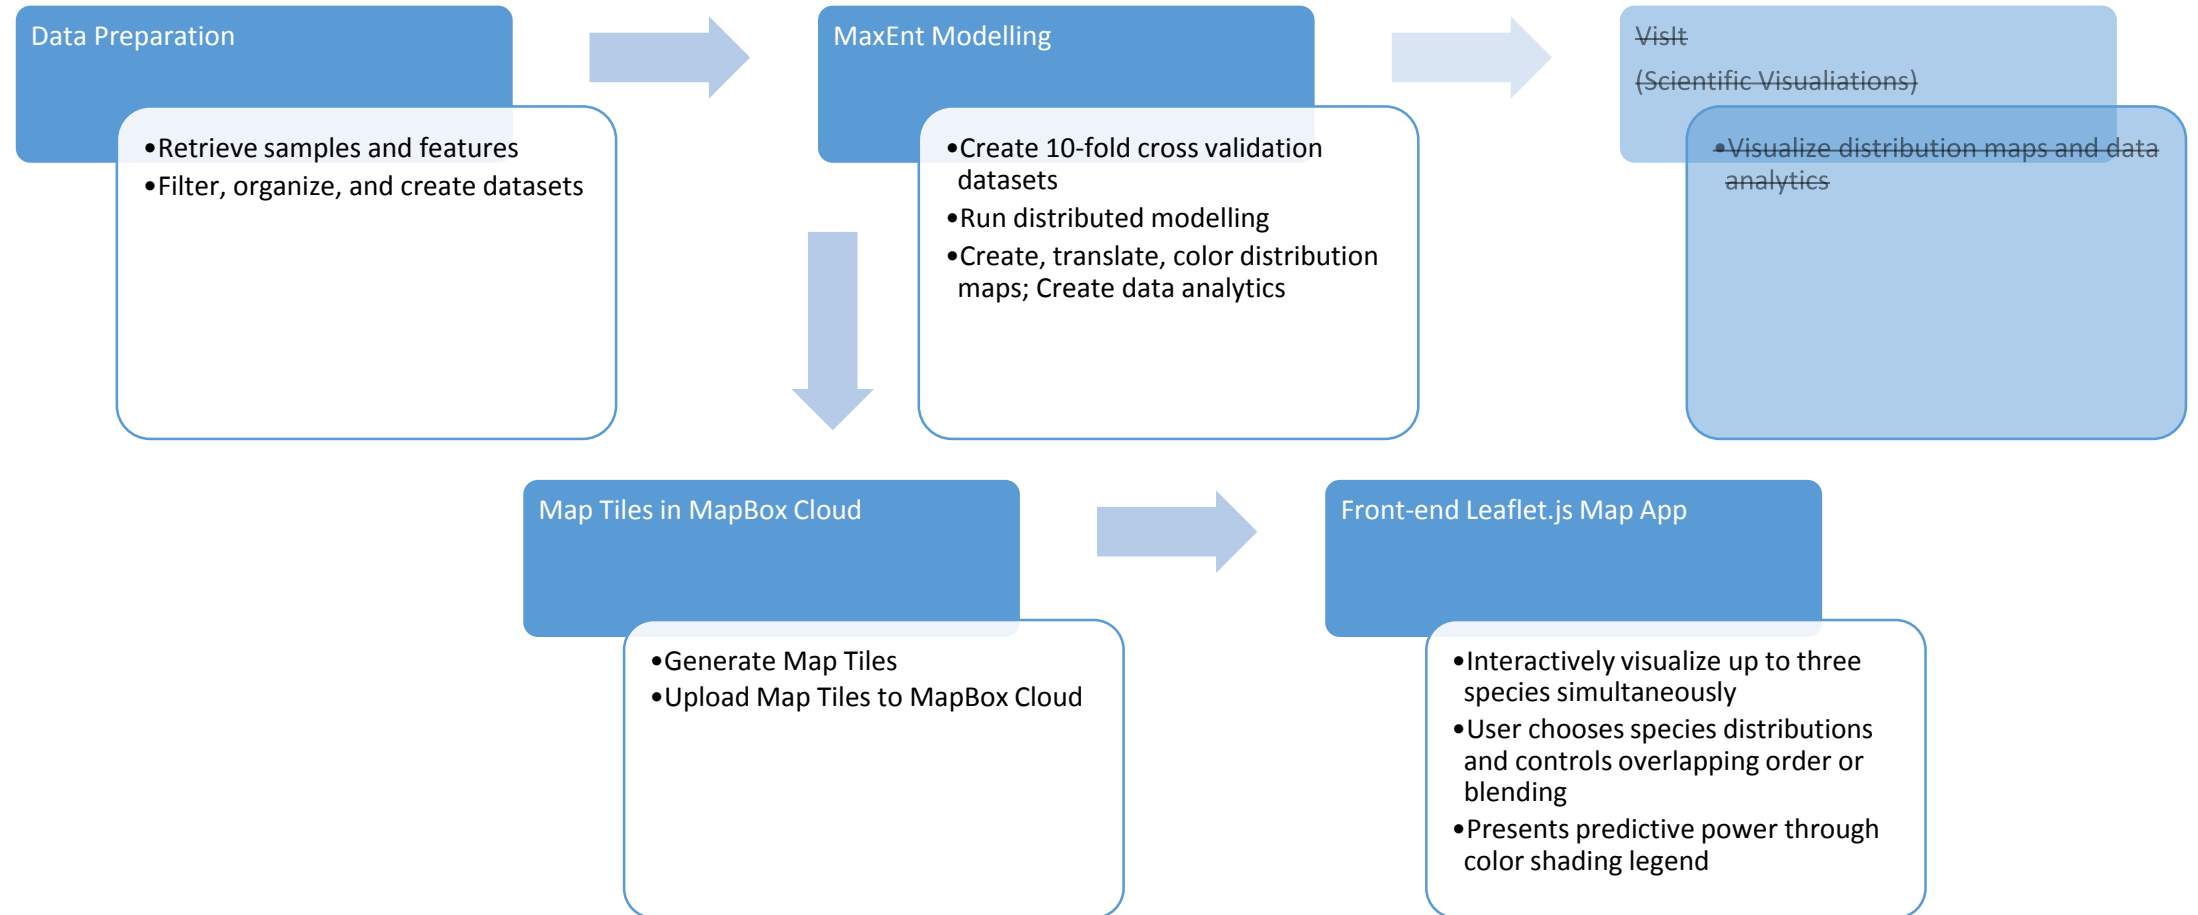 Data Preparation
•Retrieve samples and features
•Filter, organize, and create datasets
MaxEnt Modelling
•Create 10-fold cross validation
datasets
•Run distributed modelling
•Create, translate, color distribution
maps; Create data analytics
VisIt
(Scientific Visualiations)
•Visualize distribution maps and data
analytics
Map Tiles in MapBox Cloud
•Generate Map Tiles
•Upload Map Tiles to MapBox Cloud
Front-end Leaflet.js Map App
•Interactively visualize up to three
species simultaneously
•User chooses species distributions
and controls overlapping order or
blending
•Presents predictive power through
color shading legend